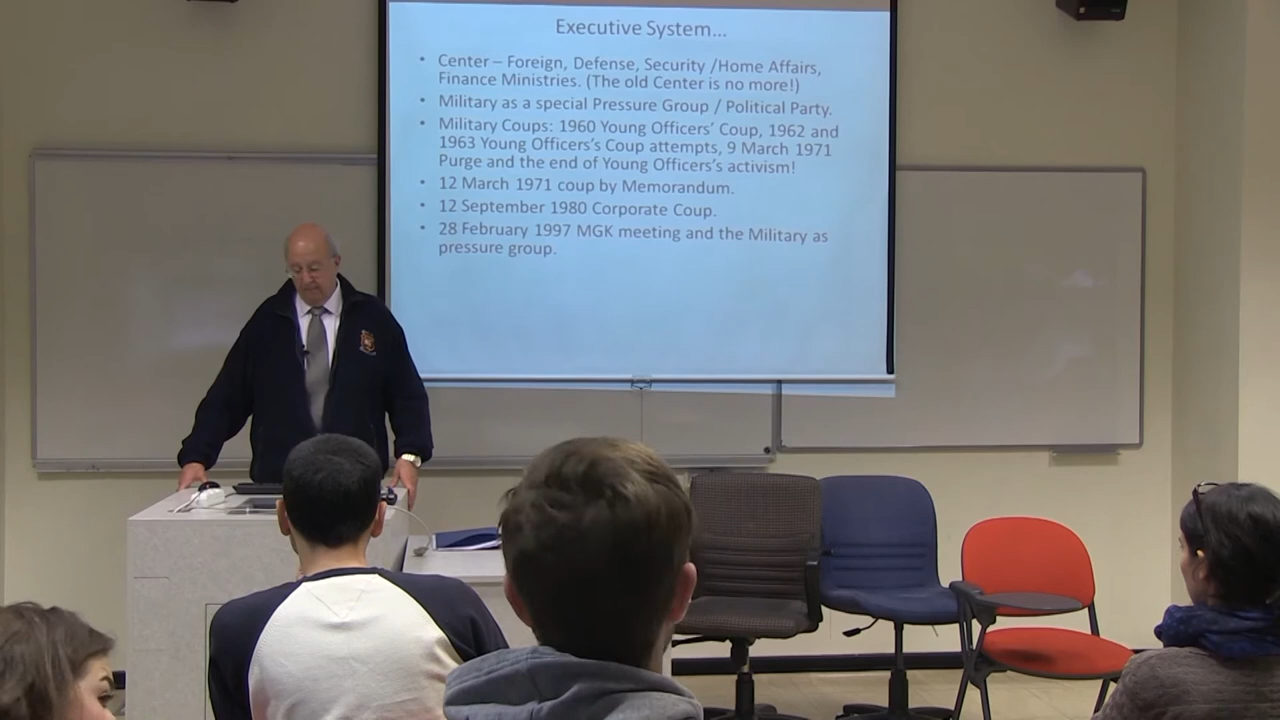 Executive System...
• Center – Foreign, Defense, Security /Home Affairs,
Finance Ministries. (The old Center is no more!)
• Military as a special Pressure Group / Political Party.
• Military Coups: 1960 Young Officers' Coup, 1962 and
1963 Young Officers's Coup attempts, 9 March 1971
Purge and the end of Young Officers's activism!
• 12 March 1971 coup by Memorandum.
• 12 September 1980 Corporate Coup.
• 28 February 1997 MGK meeting and the Military as
pressure group.